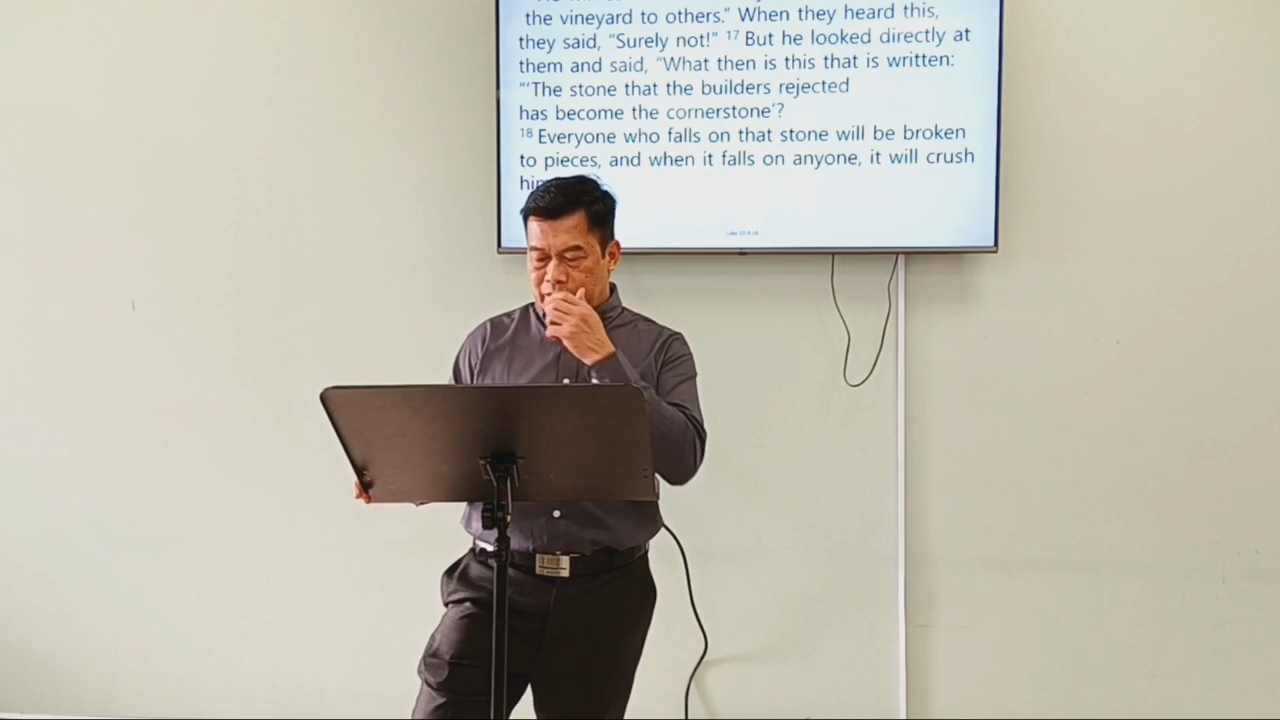 the vineyard to others.” When they heard this,
they said, “Surely not!” 17 But he looked directly at
them and said, “What then is this that is written:
“‘The stone that the builders rejected
has become the cornerstone’?
18 Everyone who falls on that stone will be broken
to pieces, and when it falls on anyone, it will crush